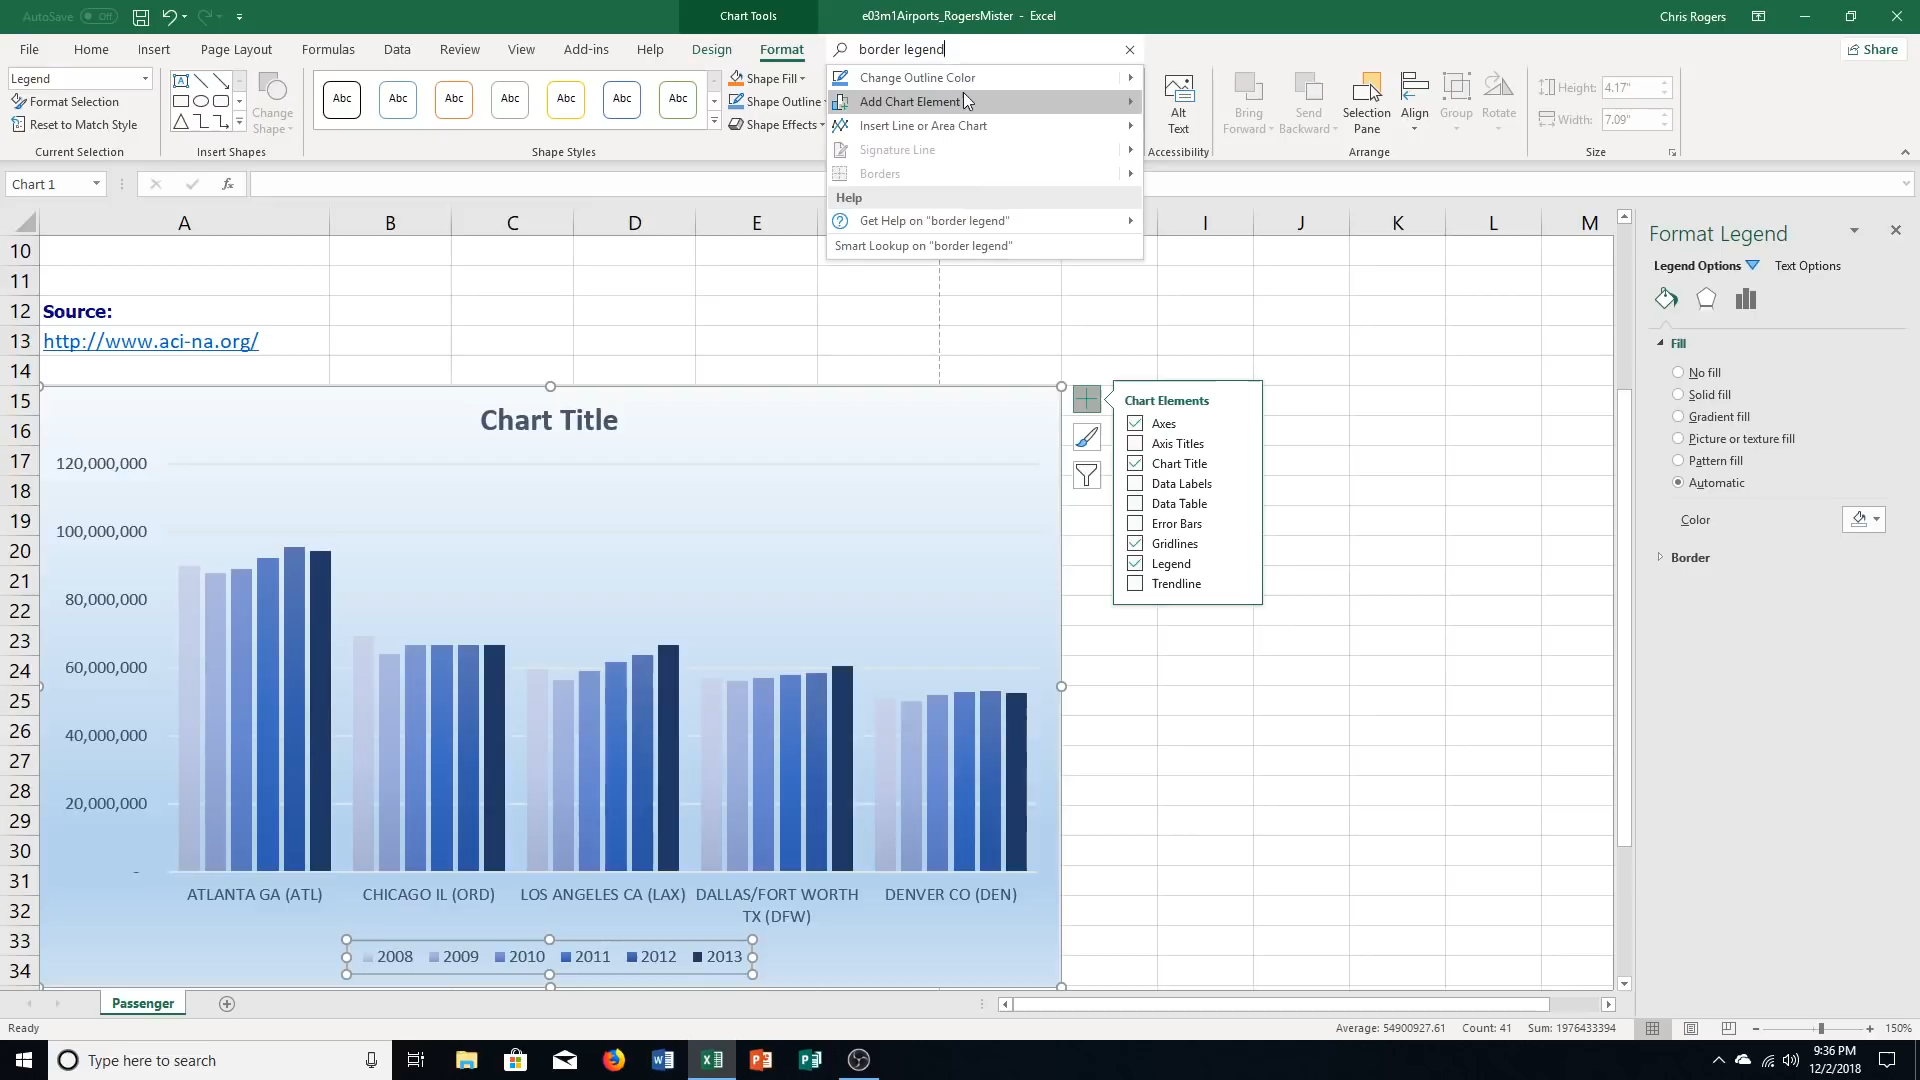 AutoSave Off
Chart Tools
e03m1Airports_RogersMister - Excel
Chris Rogers
File Home Insert Page Layout Formulas Data Review View Add-ins Help Design Format border legend Share
Legend
Format Selection
Reset to Match Style
Current Selection
Change Shape
Insert Shapes
Abc Abc Abc Abc Abc Abc Abc
Shape Styles
Shape Fill
Shape Outline
Shape Effects
Change Outline Color
Add Chart Element
Insert Line or Area Chart
Signature Line
Borders
Help
Get Help on "border legend"
Smart Lookup on "border legend"
Alt Text
Accessibility
Bring Forward
Send Backward
Selection Pane
Align
Group
Rotate
Arrange
Height: 4.17"
Width: 7.09"
Size
Chart 1
fx
A B C D E I J K L M
10
11
12 Source:
13 http://www.aci-na.org/
14
15
16
17
18
19
20
21
22
23
24
25
26
27
28
29
30
31
32
33
34
Chart Title
120,000,000
100,000,000
80,000,000
60,000,000
40,000,000
20,000,000
-
ATLANTA GA (ATL) CHICAGO IL (ORD) LOS ANGELES CA (LAX) DALLAS/FORT WORTH TX (DFW) DENVER CO (DEN)
2008 2009 2010 2011 2012 2013
Chart Elements
Axes
Axis Titles
Chart Title
Data Labels
Data Table
Error Bars
Gridlines
Legend
Trendline
Format Legend
Legend Options Text Options
Fill
No fill
Solid fill
Gradient fill
Picture or texture fill
Pattern fill
Automatic
Color
Border
Passenger
Ready
Average: 54900927.61 Count: 41 Sum: 1976433394
150%
Type here to search
9:36 PM
12/2/2018